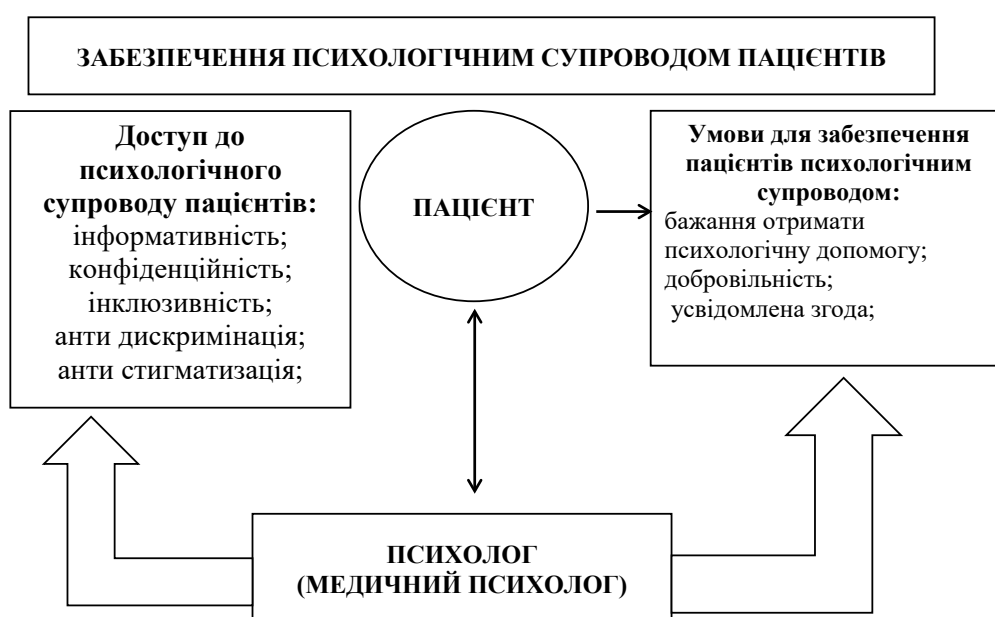 ЗАБЕЗПЕЧЕННЯ ПСИХОЛОГІЧНИМ СУПРОВОДОМ ПАЦІЄНТІВ
Доступ до
психологічного
супроводу пацієнтів:
інформативність;
конфіденційність;
інклюзивність;
анти дискримінація;
анти стигматизація;
ПАЦІЄНТ
Умови для забезпечення
пацієнтів психологічним
супроводом:
бажання отримати
психологічну допомогу;
добровільність;
усвідомлена згода;
ПСИХОЛОГ
(МЕДИЧНИЙ ПСИХОЛОГ)